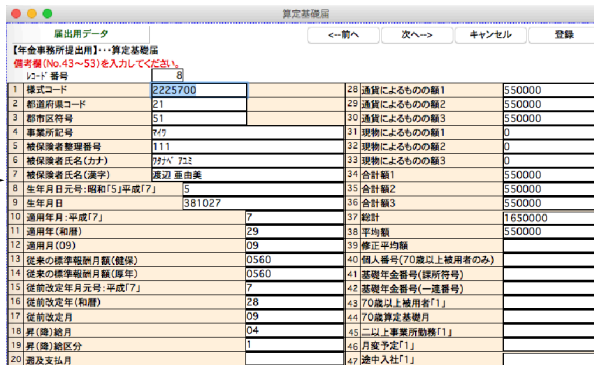 算定基礎届
届出用データ
<--前へ 次へ--> キャンセル 登録
【年金事務所提出用】･･･算定基礎届
備考欄(No.43〜53)を入力してください。
ﾚｺｰﾄﾞ番号 8
1 様式コード 2225700
2 都道府県コード 21
3 郡市区符号 51
4 事業所記号 ﾏｲﾜ
5 被保険者整理番号 111
6 被保険者氏名(カナ) ﾜﾀﾅﾍﾞ ｱﾕﾐ
7 被保険者氏名(漢字) 渡辺 亜由美
8 生年月日元号:昭和｢5｣平成｢7｣ 5
9 生年月日 381027
10 適用年月:平成｢7｣ 7
11 適用年(和暦) 29
12 適用月(09) 09
13 従来の標準報酬月額(健保) 0560
14 従来の標準報酬月額(厚年) 0560
15 従前改定年月元号:平成｢7｣ 7
16 従前改定年(和暦) 28
17 従前改定月 09
18 昇(降)給月 04
19 昇(降)給区分 1
20 遡及支払月
28 通貨によるものの額1 550000
29 通貨によるものの額2 550000
30 通貨によるものの額3 550000
31 現物によるものの額1 0
32 現物によるものの額2 0
33 現物によるものの額3 0
34 合計額1 550000
35 合計額2 550000
36 合計額3 550000
37 総計 1650000
38 平均額 550000
39 修正平均額
40 個人番号(70歳以上被用者のみ)
41 基礎年金番号(課所符号)
42 基礎年金番号(一連番号)
43 70歳以上被用者｢1｣
44 70歳算定基礎月
45 二以上事業所勤務｢1｣
46 月変予定｢1｣
47 途中入社｢1｣